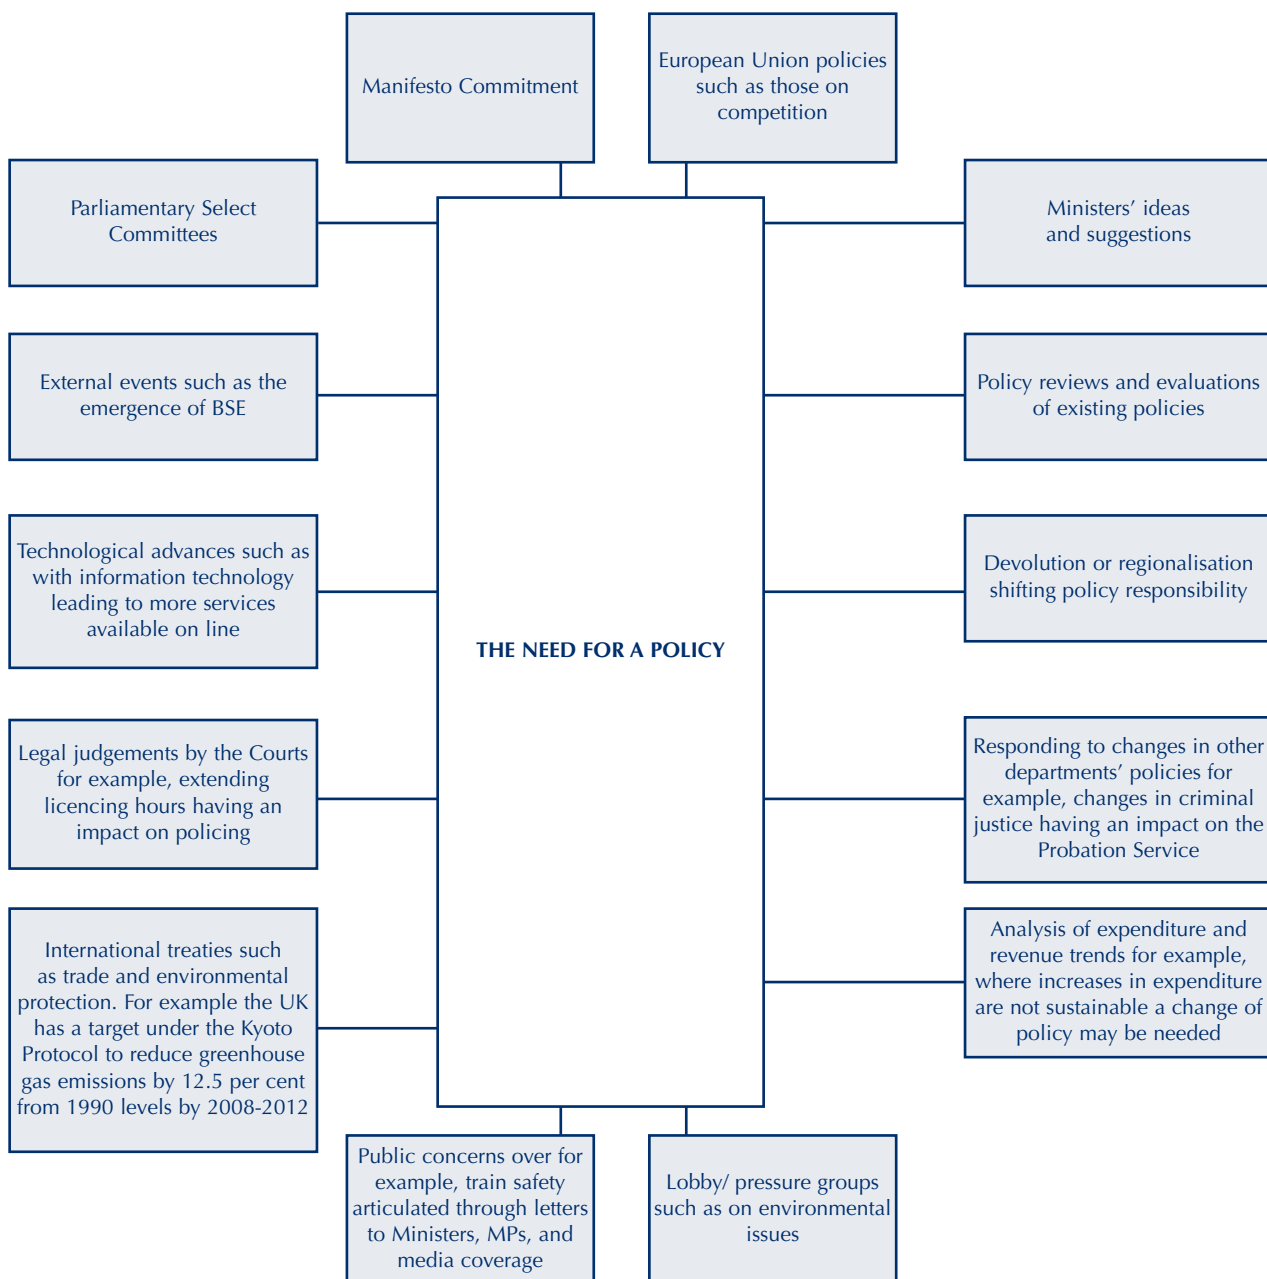 Manifesto Commitment
European Union policies
such as those on
competition
Parliamentary Select
Committees
Ministers’ ideas
and suggestions
External events such as the
emergence of BSE
Policy reviews and evaluations
of existing policies
Technological advances such as
with information technology
leading to more services
available on line
Devolution or regionalisation
shifting policy responsibility
THE NEED FOR A POLICY
Legal judgements by the Courts
for example, extending
licencing hours having an
impact on policing
Responding to changes in other
departments’ policies for
example, changes in criminal
justice having an impact on the
Probation Service
International treaties such
as trade and environmental
protection. For example the UK
has a target under the Kyoto
Protocol to reduce greenhouse
gas emissions by 12.5 per cent
from 1990 levels by 2008-2012
Analysis of expenditure and
revenue trends for example,
where increases in expenditure
are not sustainable a change of
policy may be needed
Public concerns over for
example, train safety
articulated through letters
to Ministers, MPs, and
media coverage
Lobby/ pressure groups
such as on environmental
issues